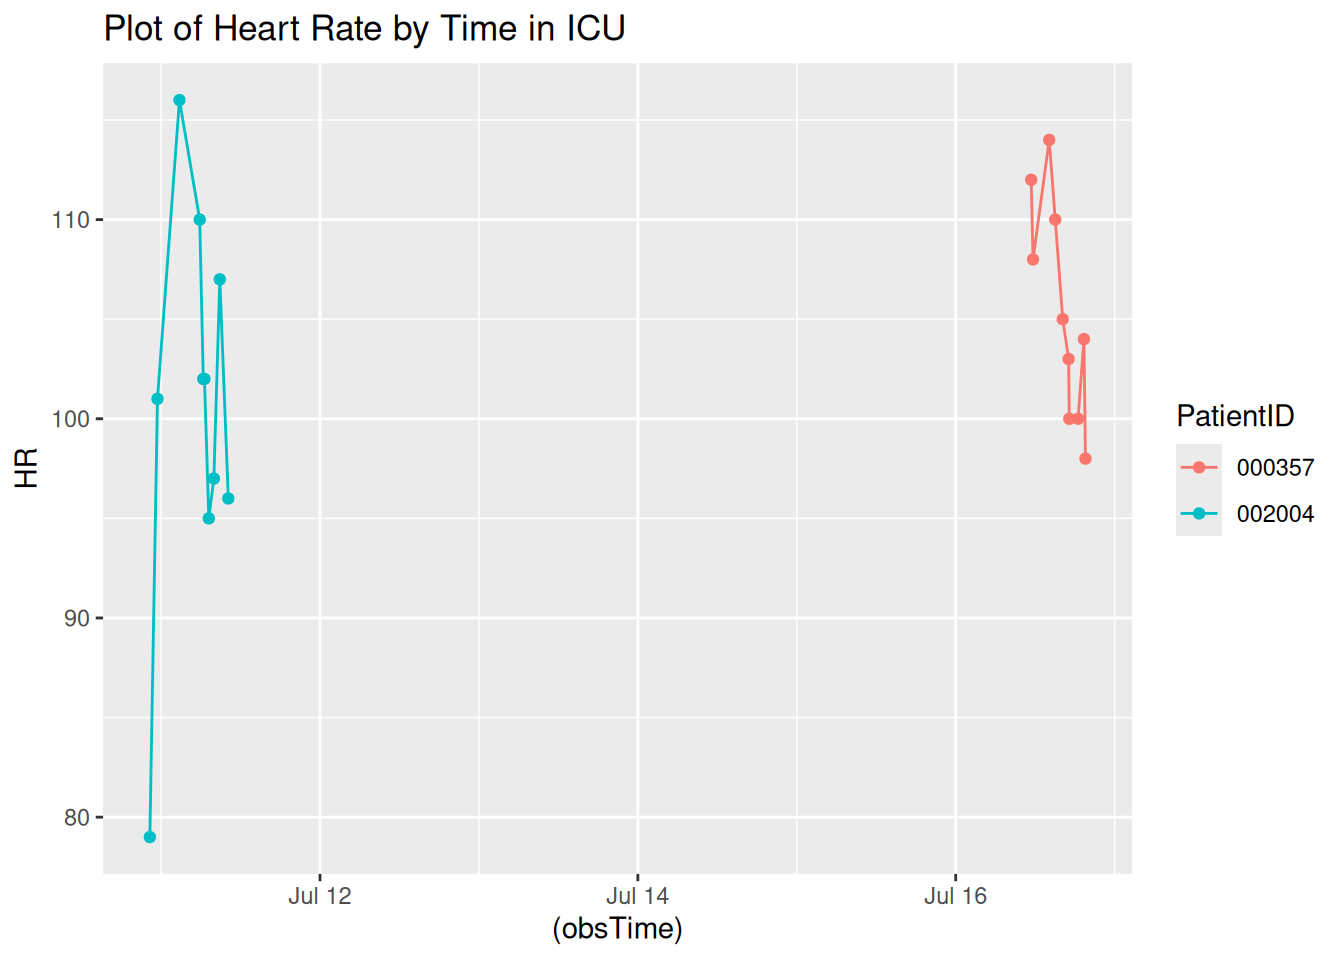 Plot of Heart Rate by Time in ICU
110
100
90
80
HR
Jul 12
Jul 14
Jul 16
(obsTime)
PatientID
000357
002004